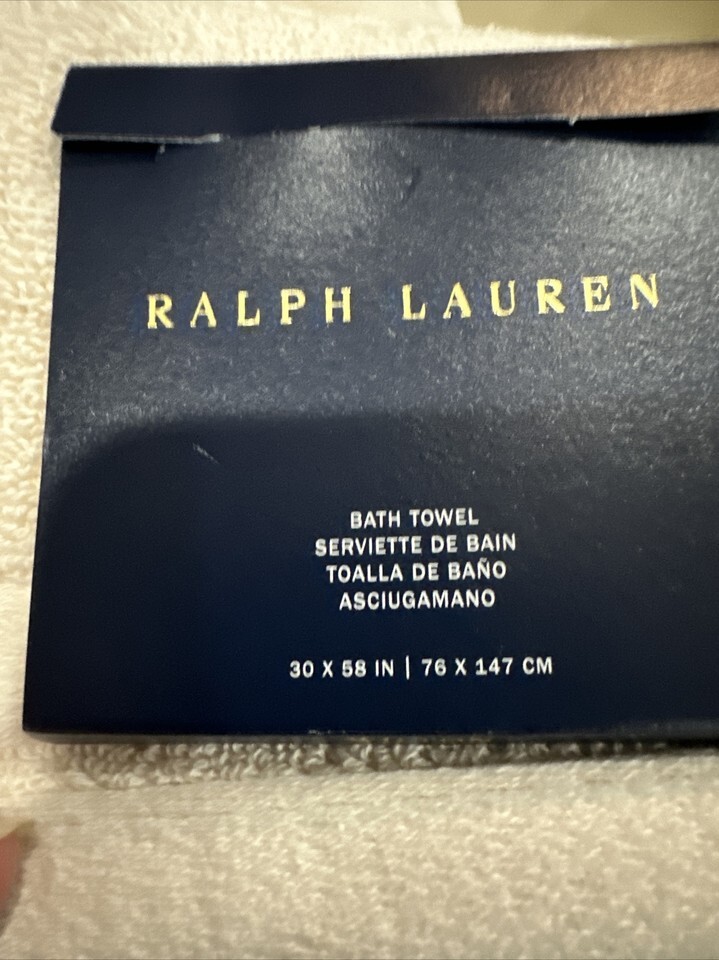 RALPH LAUREN
BATH TOWEL
SERVIETTE DE BAIN
TOALLA DE BAÑO
ASCIUGAMANO
30 X 58 IN | 76 X 147 CM